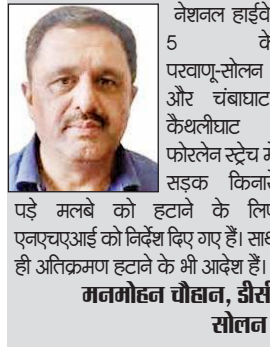 नेशनल हाईवे
5 के
परवाणू-सोलन
और चंबाघाट
कैथलीघाट
फोरलेन स्ट्रेच में
सड़क किनारे
पड़े मलबे को हटाने के लिए
एनएचएआई को निर्देश दिए गए हैं। साथ
ही अतिक्रमण हटाने के भी आदेश हैं।
मनमोहन चौहान, डीसी
सोलन